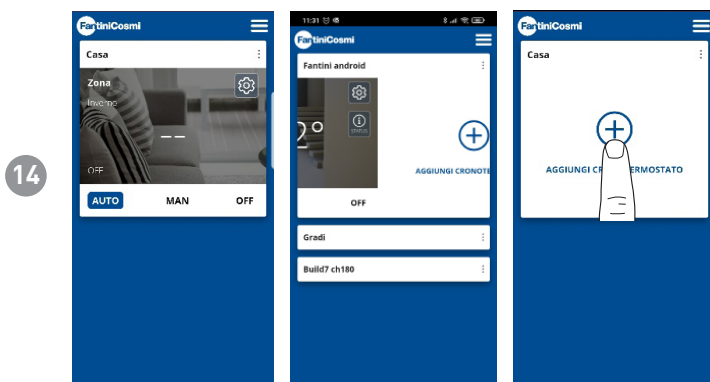 14
FantiniCosmi
Casa
Zona
Inverno
--
OFF
AUTO MAN OFF
11:31
FantiniCosmi
Fantini android
2°
STATUS
AGGIUNGI CRONOTE
OFF
Gradi
Build7 ch180
FantiniCosmi
Casa
AGGIUNGI CR ERMOSTATO